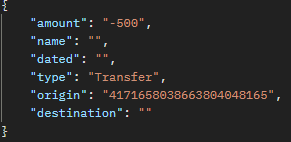 {
"amount": "-500",
"name": "",
"dated": "",
"type": "Transfer",
"origin": "4171658038663804048165",
"destination": ""
}